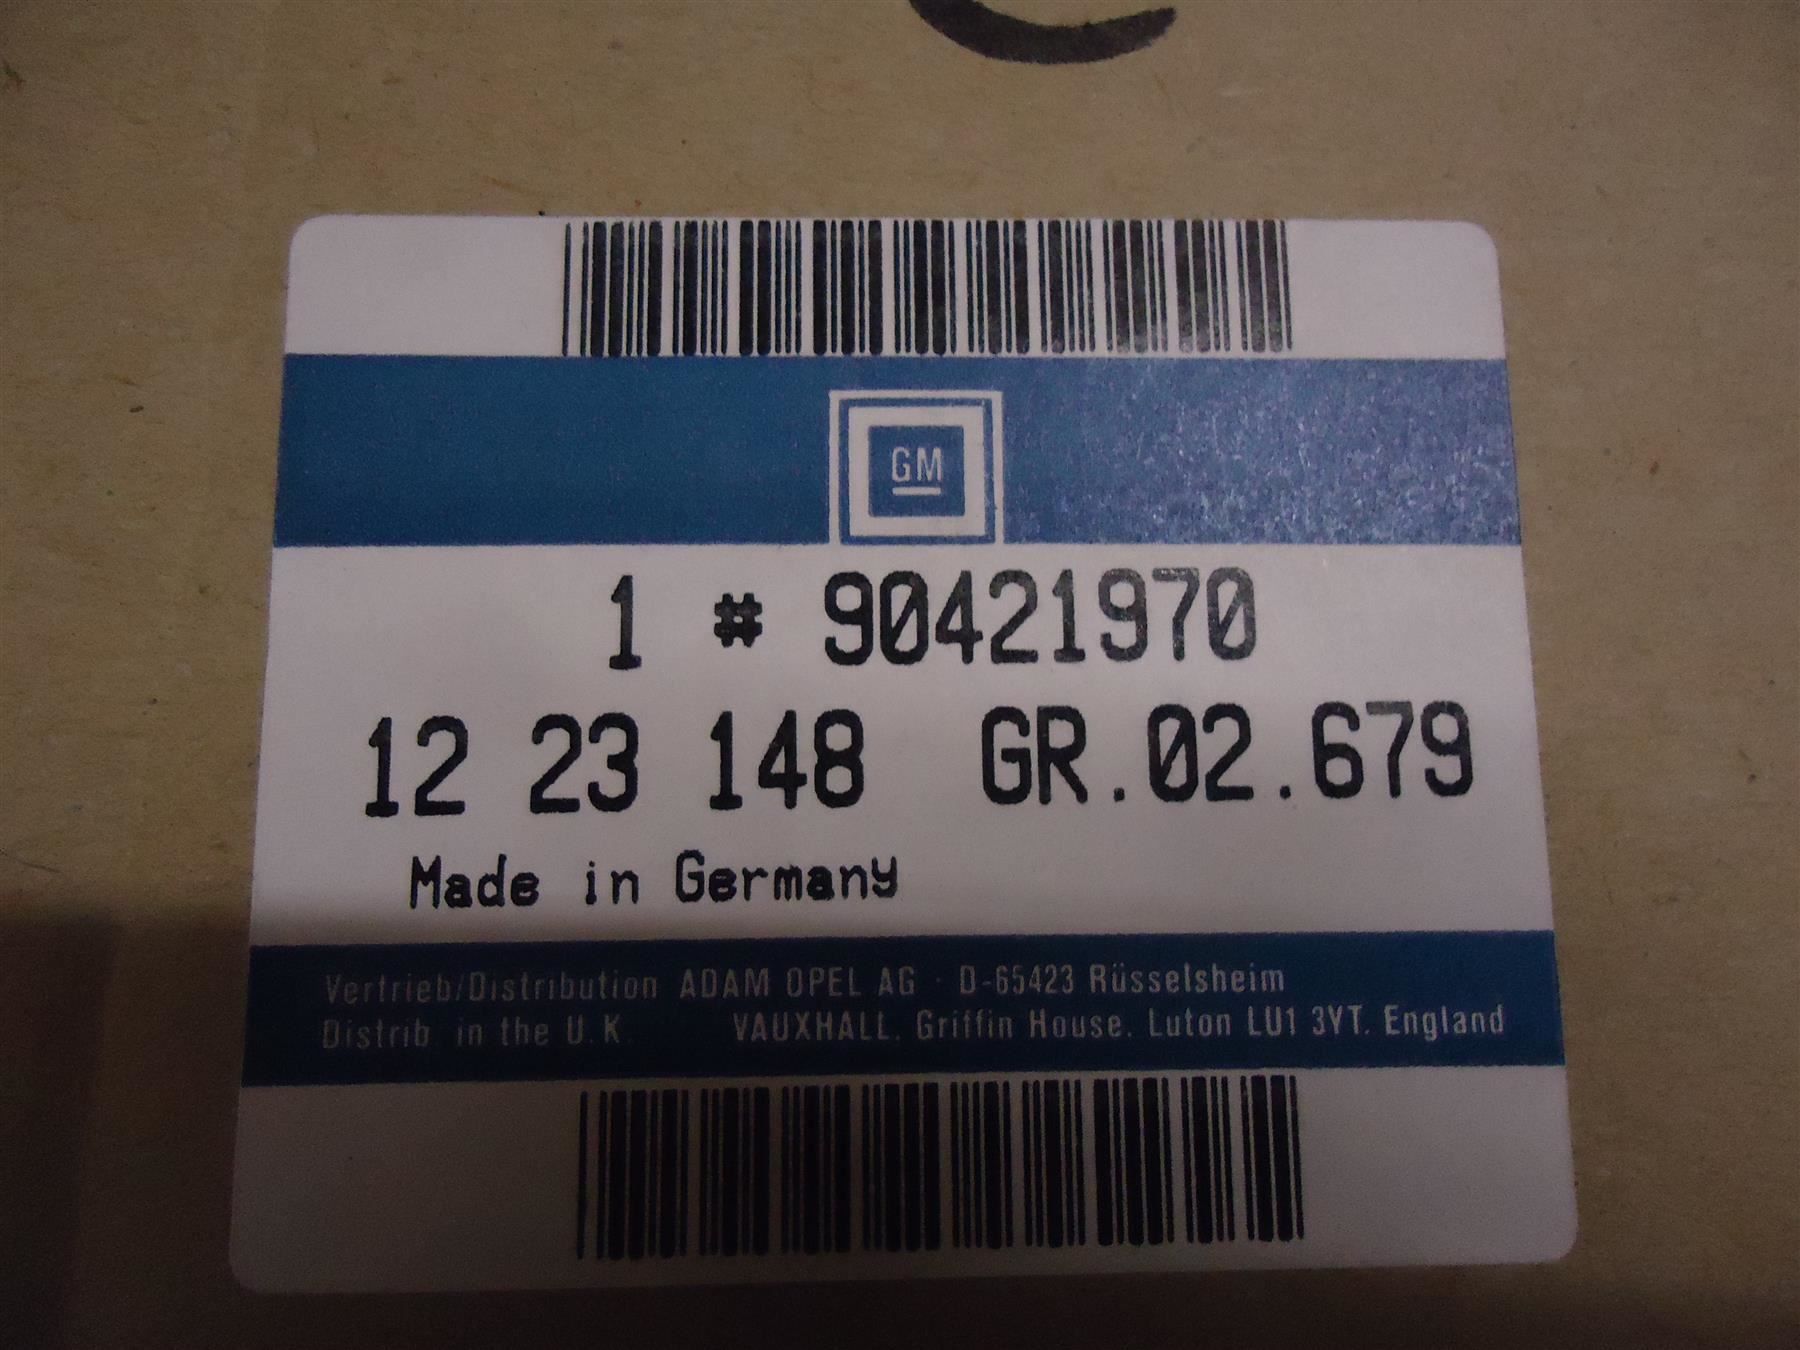 GM
1 # 90421970
12 23 148 GR.02.679
Made in Germany
Vertrieb/Distribution ADAM OPEL AG · D-65423 Rüsselsheim
Distrib. in the U.K. VAUXHALL, Griffin House, Luton LU1 3YT, England